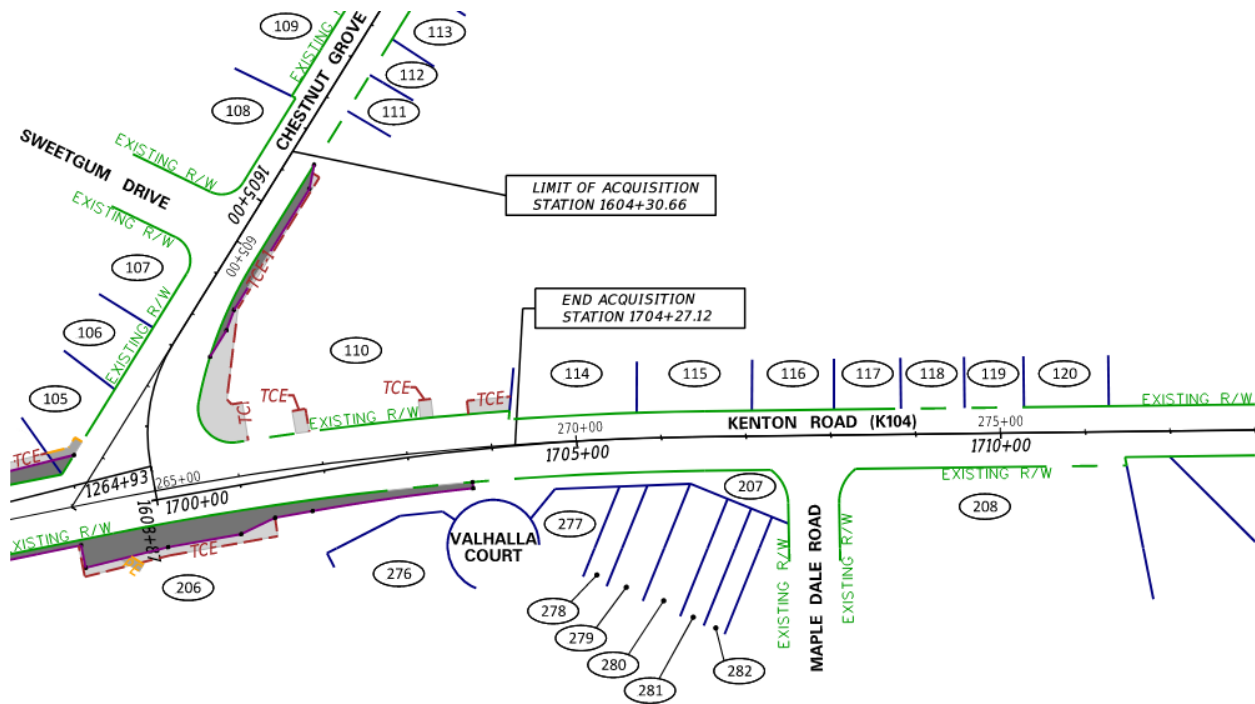 109
EXISTING R/W
CHESTNUT GROVE
113
112
111
108
SWEETGUM DRIVE
EXISTING R/W
1605+00
EXISTING R/W
LIMIT OF ACQUISITION
STATION 1604+30.66
605+00
TCE-1
107
EXISTING R/W
106
105
END ACQUISITION
STATION 1704+27.12
110
TCE
TCE
TCE
EXISTING R/W
114
115
116
117
118
119
120
EXISTING R/W
KENTON ROAD (K104)
270+00
275+00
1705+00
1710+00
TCE
1264+93
265+00
1700+00
EXISTING R/W
207
208
XISTING R/W
TCE
206
276
277
VALHALLA
COURT
278
279
280
281
282
EXISTING R/W
MAPLE DALE ROAD
EXISTING R/W